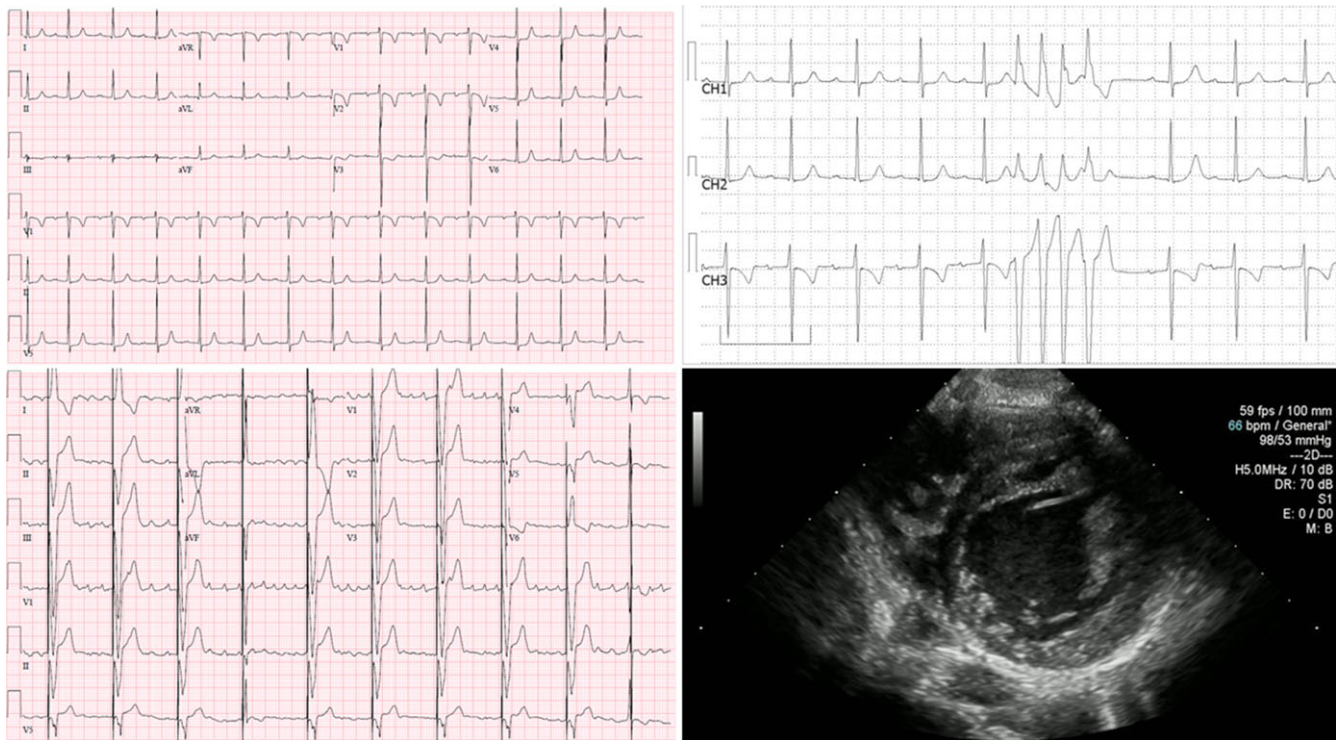 I aVR V1 V4
II aVL V2 V5
III aVF V3 V6
V1
II
V5
CH1
CH2
CH3
I aVR V1 V4
II aVL V2 V5
III aVF V3 V6
V1
II
V5
59 fps / 100 mm
66 bpm / General*
98/53 mmHg
---2D---
H5.0MHz / 10 dB
DR: 70 dB
S1
E: 0 / D0
M: B